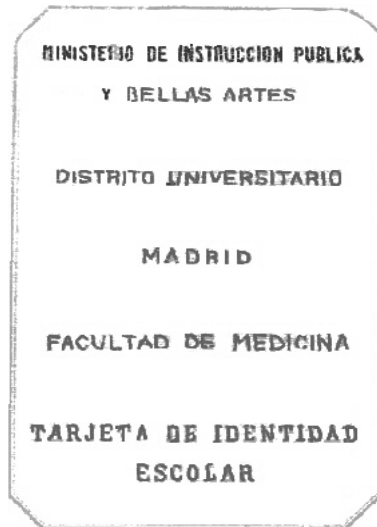 MINISTERIO DE INSTRUCCION PUBLICA
Y BELLAS ARTES
DISTRITO UNIVERSITARIO
MADRID
FACULTAD DE MEDICINA
TARJETA DE IDENTIDAD
ESCOLAR